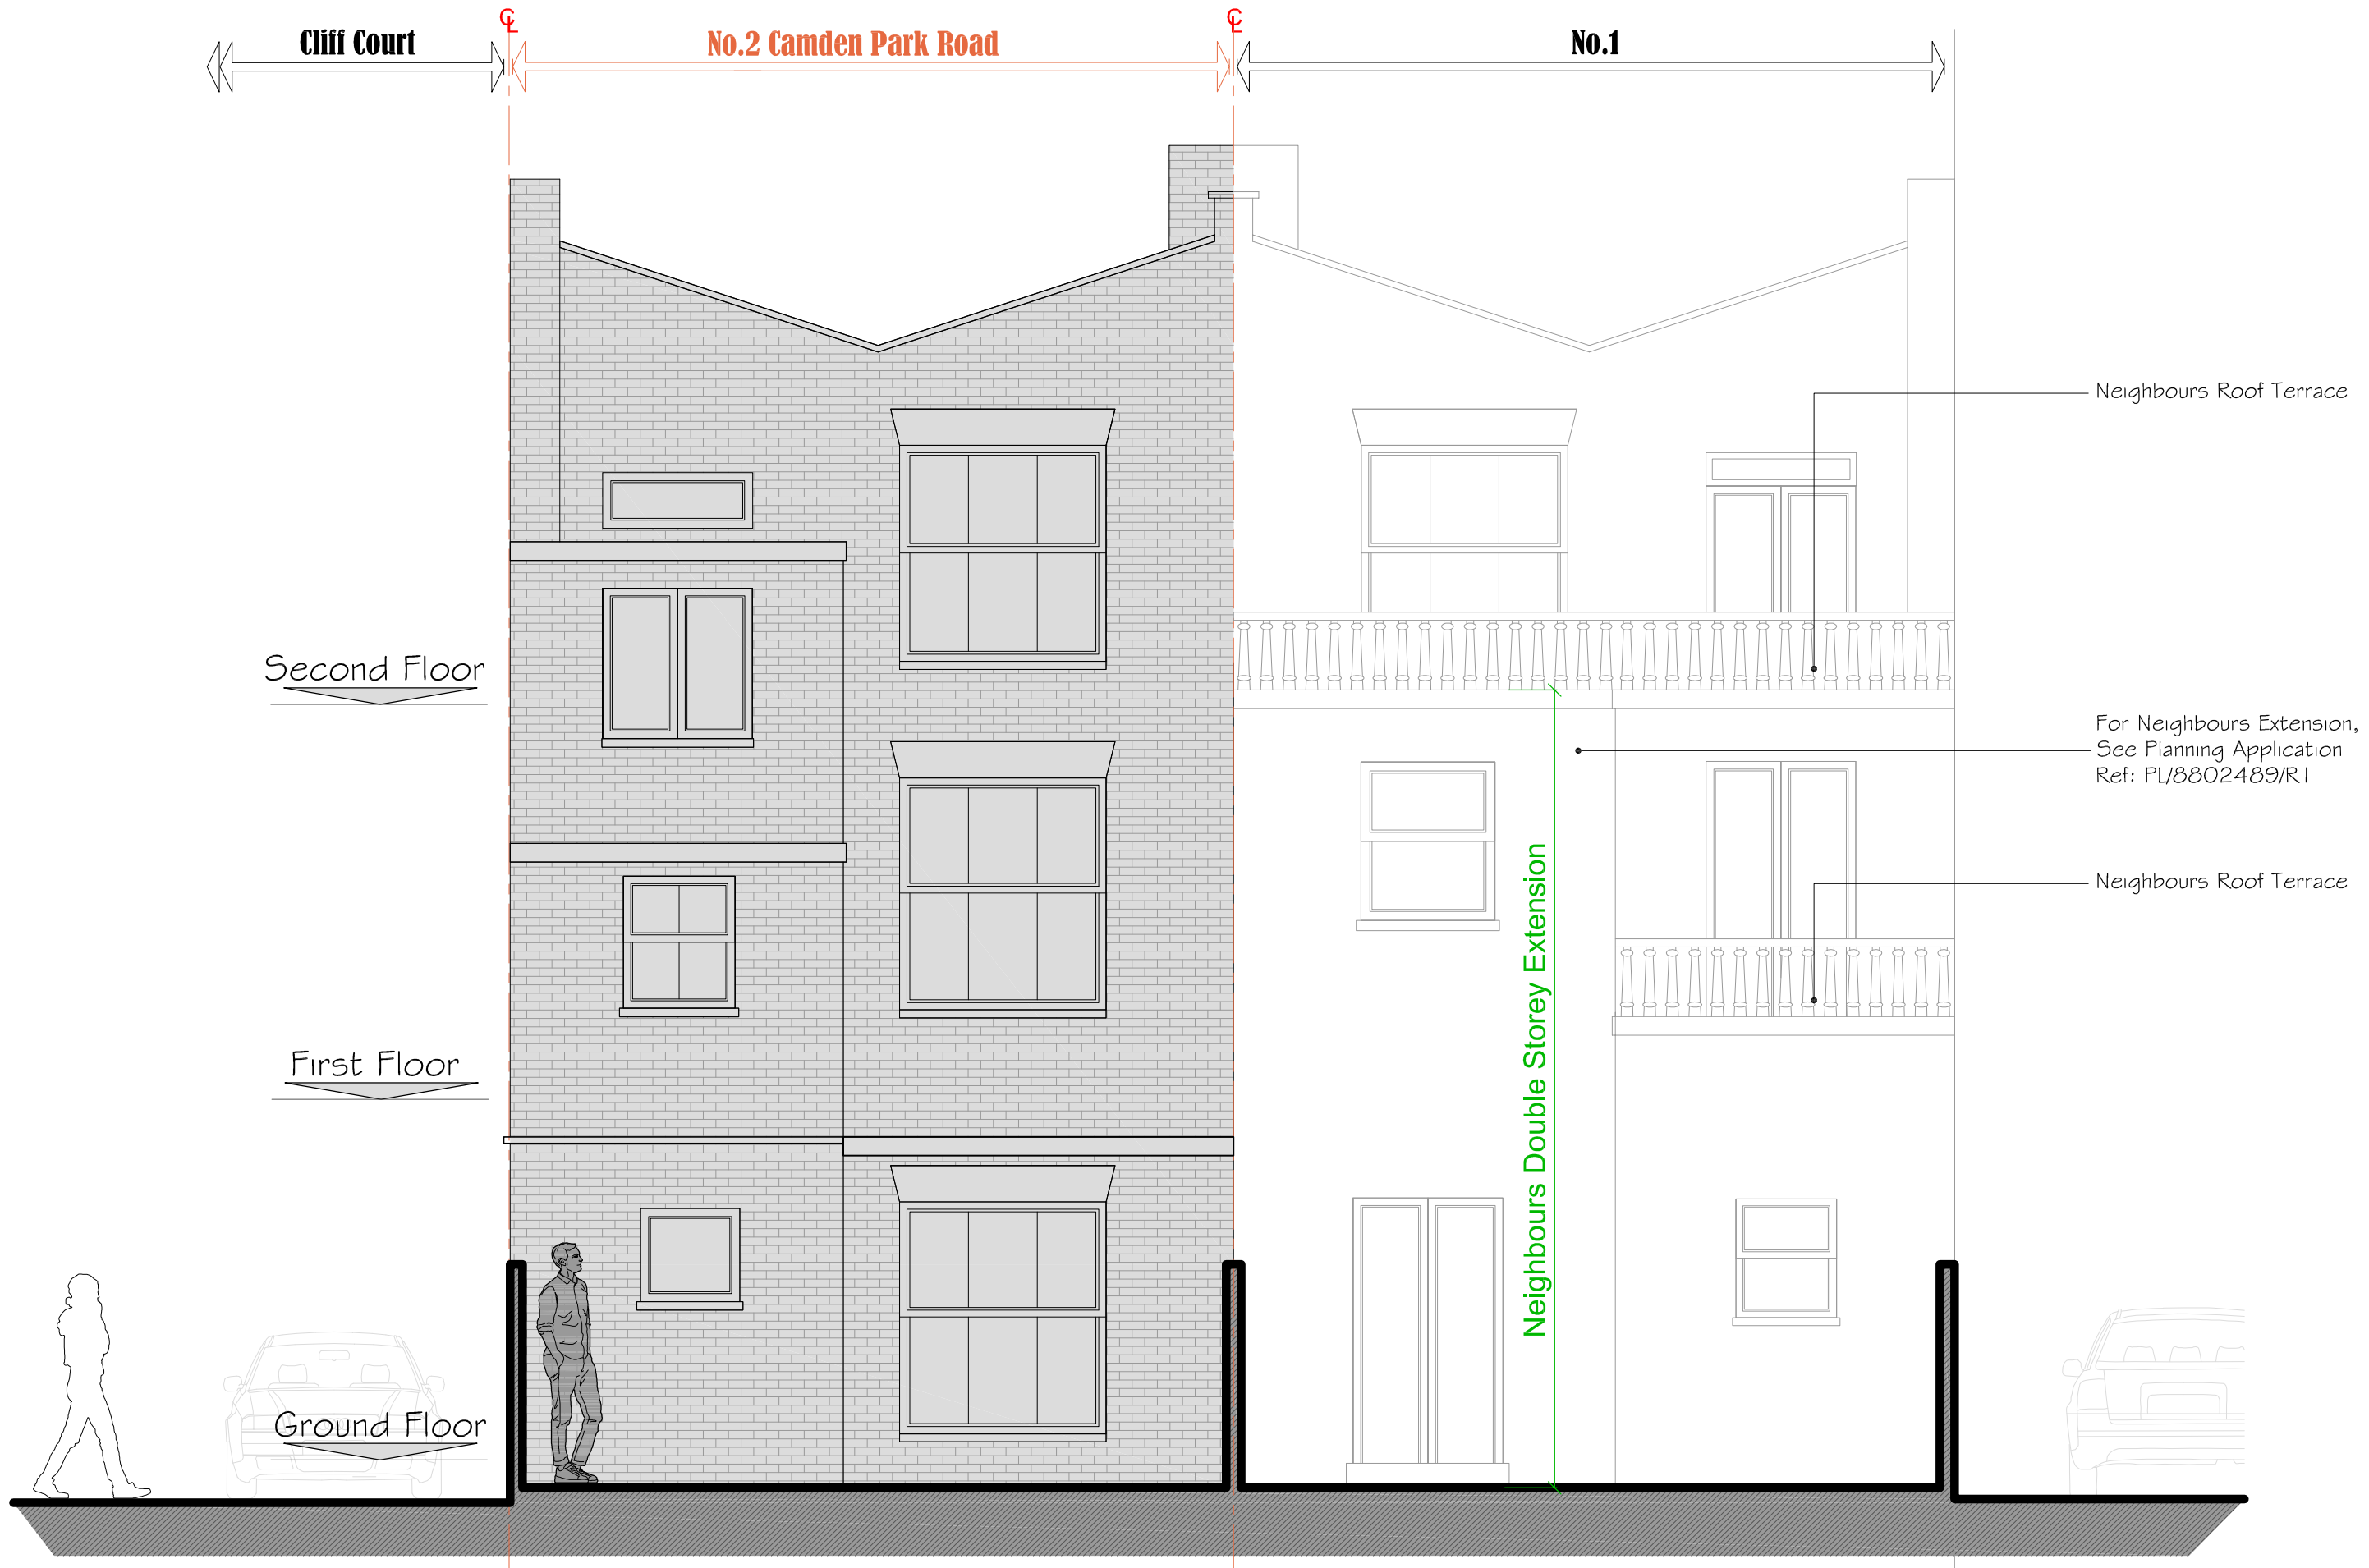 Cliff Court
℄
No.2 Camden Park Road
℄
No.1
Neighbours Roof Terrace
Second Floor
For Neighbours Extension,
See Planning Application
Ref: PL/8802489/R1
Neighbours Roof Terrace
Neighbours Double Storey Extension
First Floor
Ground Floor